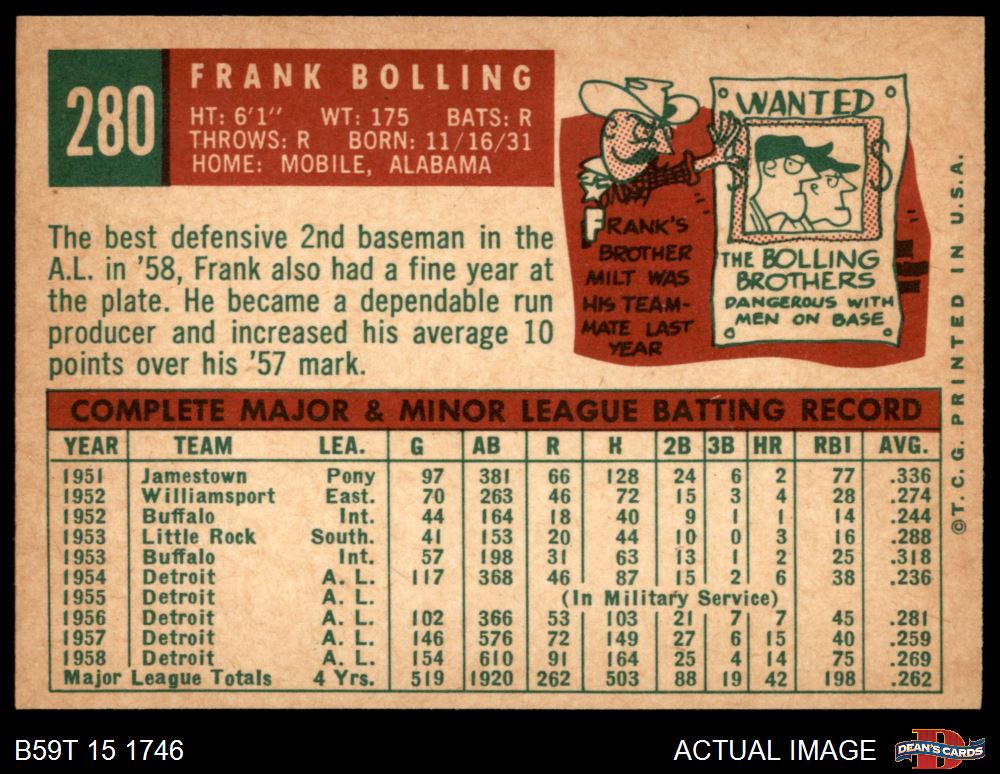 280
FRANK BOLLING
HT: 6'1" WT: 175 BATS: R
THROWS: R BORN: 11/16/31
HOME: MOBILE, ALABAMA
The best defensive 2nd baseman in the
A.L. in '58, Frank also had a fine year at
the plate. He became a dependable run
producer and increased his average 10
points over his '57 mark.
FRANK'S
BROTHER
MILT WAS
HIS TEAM-
MATE LAST
YEAR
WANTED
THE BOLLING
BROTHERS
DANGEROUS WITH
MEN ON BASE
COMPLETE MAJOR & MINOR LEAGUE BATTING RECORD
YEAR TEAM LEA. G AB R H 2B 3B HR RBI AVG.
1951 Jamestown Pony 97 381 66 128 24 6 2 77 .336
1952 Williamsport East. 70 263 46 72 15 3 4 28 .274
1952 Buffalo Int. 44 164 18 40 9 1 1 14 .244
1953 Little Rock South. 41 153 20 44 10 0 3 16 .288
1953 Buffalo Int. 57 198 31 63 13 1 2 25 .318
1954 Detroit A. L. 117 368 46 87 15 2 6 38 .236
1955 Detroit A. L. (In Military Service)
1956 Detroit A. L. 102 366 53 103 21 7 7 45 .281
1957 Detroit A. L. 146 576 72 149 27 6 15 40 .259
1958 Detroit A. L. 154 610 91 164 25 4 14 75 .269
Major League Totals 4 Yrs. 519 1920 262 503 88 19 42 198 .262
©T. C. G. PRINTED IN U.S.A.
B59T 15 1746
ACTUAL IMAGE
D
DEAN'S CARDS